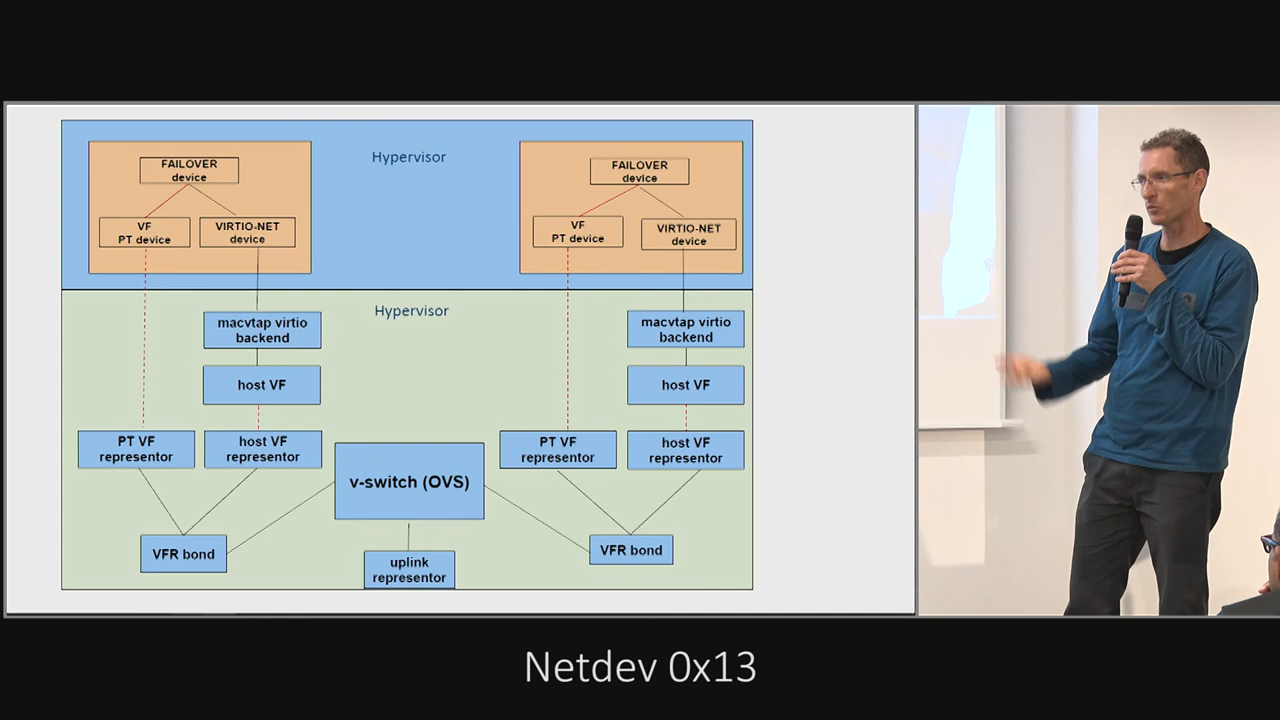 Hypervisor
FAILOVER
device
VF
PT device
VIRTIO-NET
device
FAILOVER
device
VF
PT device
VIRTIO-NET
device
Hypervisor
macvtap virtio
backend
host VF
PT VF
representor
host VF
representor
VFR bond
v-switch (OVS)
uplink
representor
macvtap virtio
backend
host VF
PT VF
representor
host VF
representor
VFR bond
Netdev 0x13